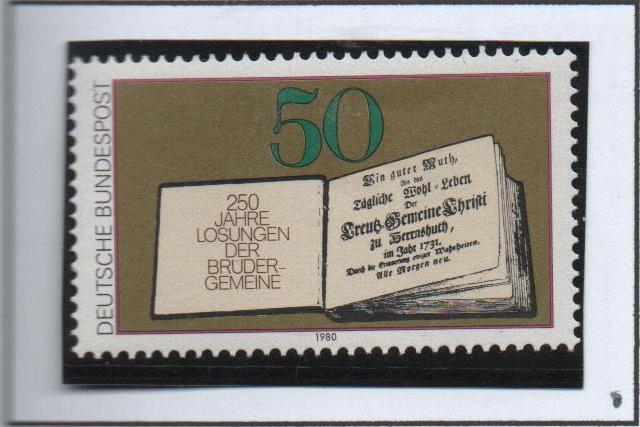 DEUTSCHE BUNDESPOST
50
250
JAHRE
LOSUNGEN
DER
BRÜDER-
GEMEINE
Ein guter Muth,
Als das
Tägliche Wohl-Leben
Der
Creutz-Gemeine Christi
zu Herrnhuth,
im Jahr 1731.
Durch die Erinnerung ewiger Wahrheiten,
Alle Morgen neu.
1980